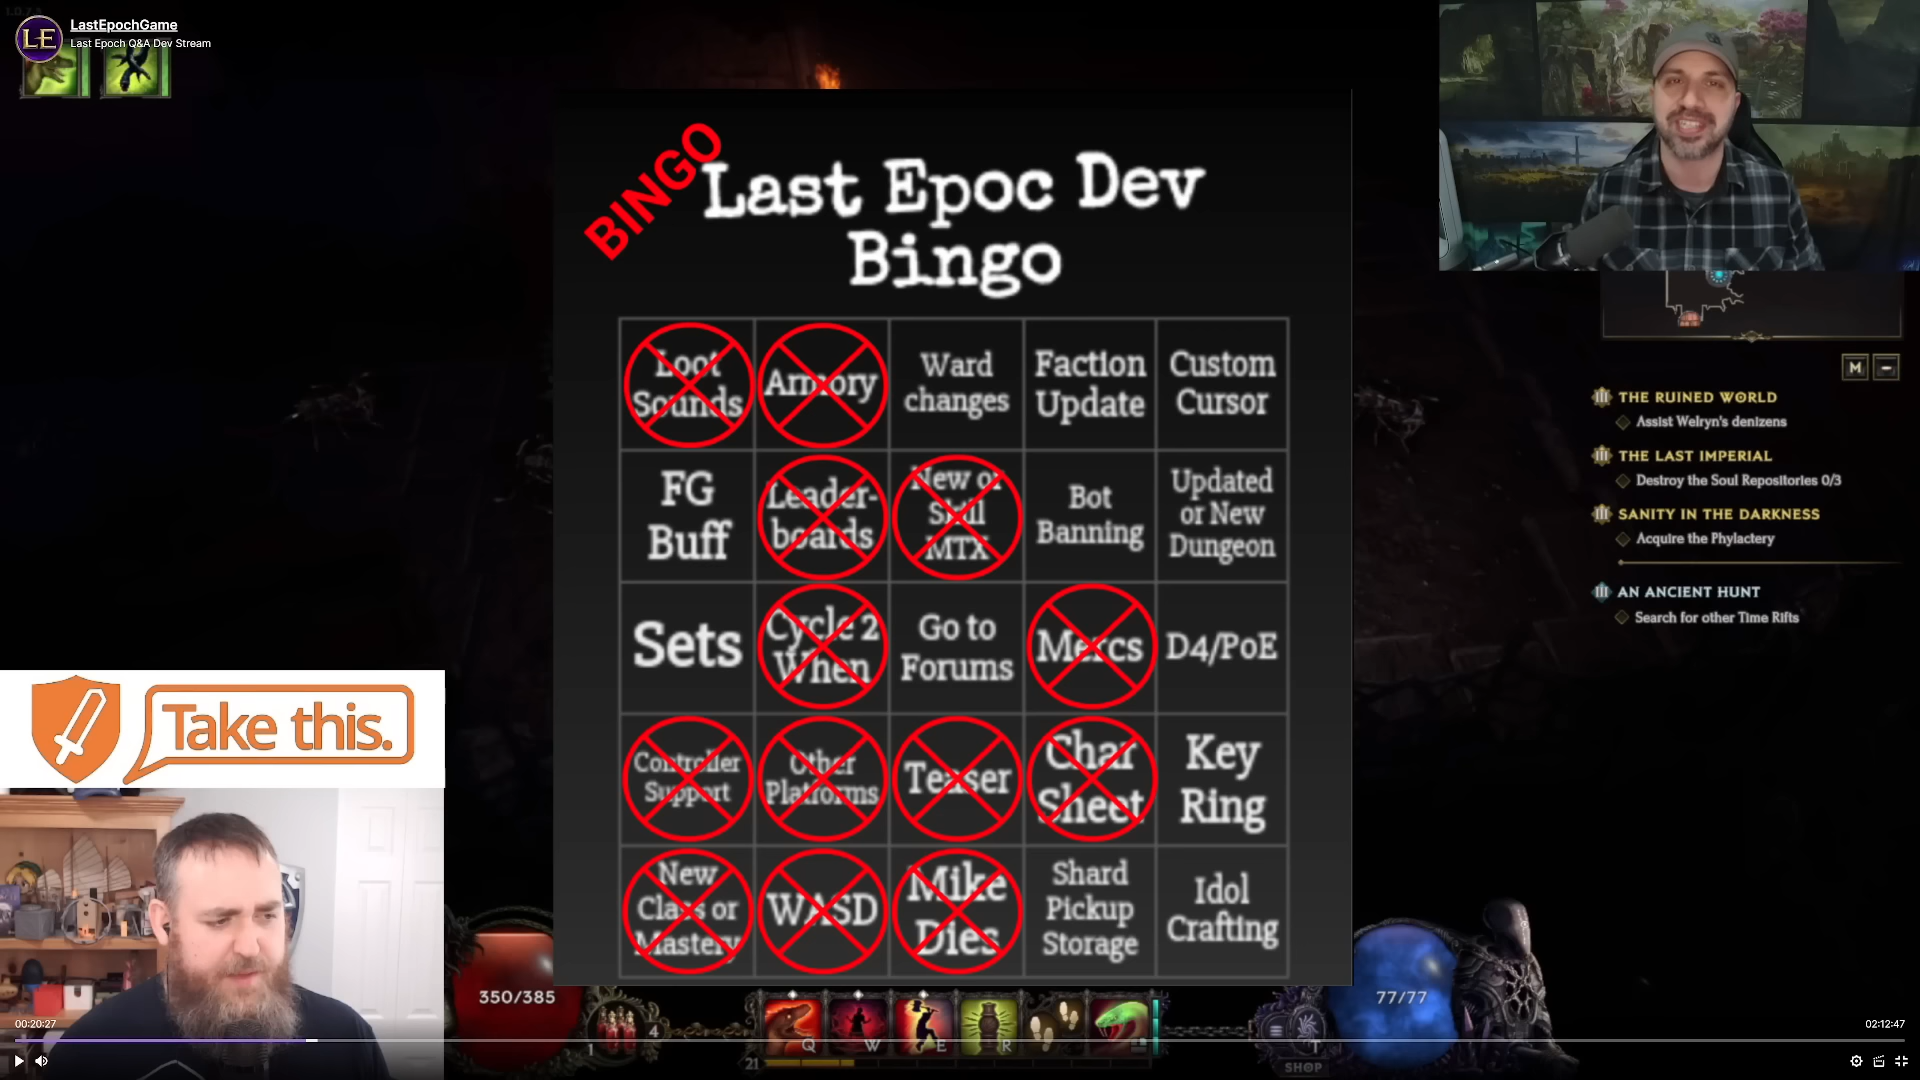 LE
LastEpochGame
Last Epoch Q&A Dev Stream
BINGO
Last Epoc Dev
Bingo
Loot
Sounds
Armory
Ward
changes
Faction
Update
Custom
Cursor
FG
Buff
Leader-
boards
New or
Skill
MTX
Bot
Banning
Updated
or New
Dungeon
Sets
Cycle 2
When
Go to
Forums
Mercs
D4/PoE
Controller
Support
Other
Platforms
Teaser
Char
Sheet
Key
Ring
New
Class or
Mastery
WASD
Mike
Dies
Shard
Pickup
Storage
Idol
Crafting
M
THE RUINED WORLD
Assist Welryn's denizens
THE LAST IMPERIAL
Destroy the Soul Repositories 0/3
SANITY IN THE DARKNESS
Acquire the Phylactery
AN ANCIENT HUNT
Search for other Time Rifts
Take this.
350/385
4
1
Q
W
E
R
21
77/77
T
SHOP
00:20:27
02:12:47